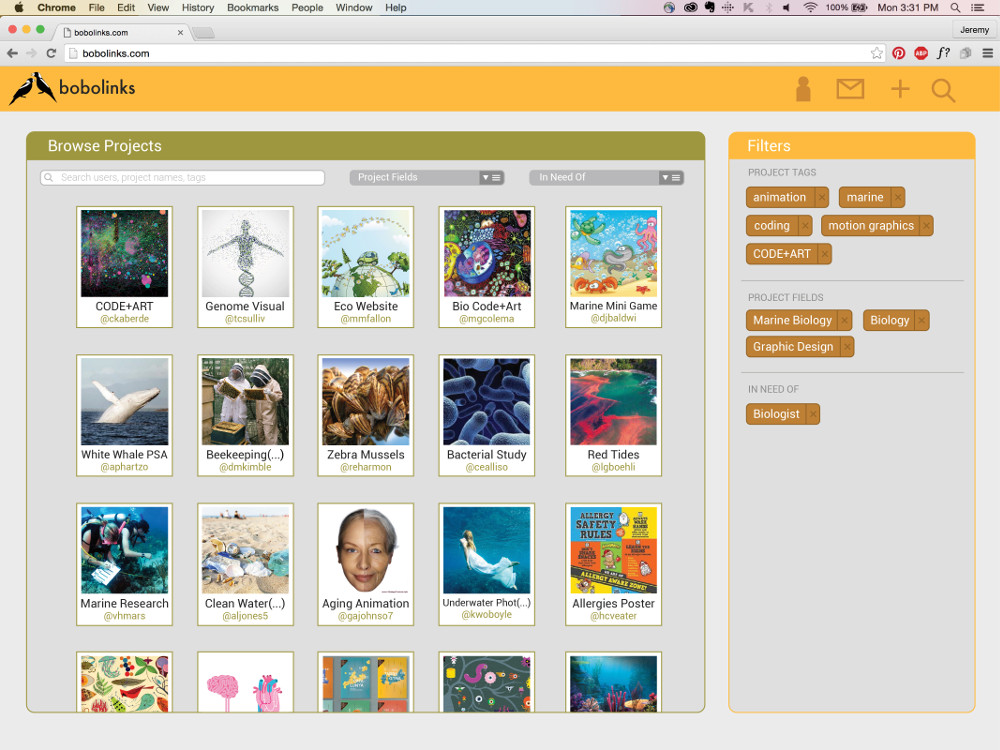 Chrome File Edit View History Bookmarks People Window Help 100% Mon 3:31 PM
bobolinks.com Jeremy
bobolinks.com ABP f?
bobolinks
Browse Projects
Search users, project names, tags Project Fields In Need Of
CODE+ART Genome Visual Eco Website Bio Code+Art Marine Mini Game
@ckaberde @tcsulliv @mmfallon @mgcolema @djbaldwi
White Whale PSA Beekeeping(...) Zebra Mussels Bacterial Study Red Tides
@aphartzo @dmkimble @reharmon @cealliso @lgboehli
ALLERGY
SAFETY
RULES
ALLERGY AWARE ZONE!
Marine Research Clean Water(...) Aging Animation Underwater Phot(...) Allergies Poster
@vhmars @aljones5 @gajohnso7 @kwoboyle @hcveater
Filters
PROJECT TAGS
animation × marine ×
coding × motion graphics ×
CODE+ART ×
PROJECT FIELDS
Marine Biology × Biology ×
Graphic Design ×
IN NEED OF
Biologist ×